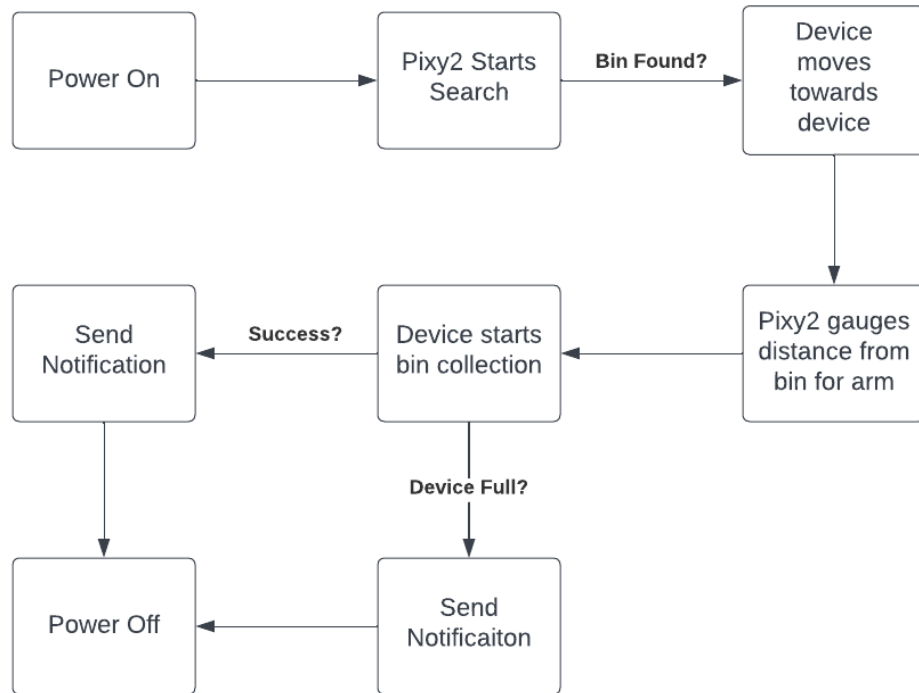 Power On
Pixy2 Starts
Search
Bin Found?
Device
moves
towards
device
Pixy2 gauges
distance from
bin for arm
Device starts
bin collection
Success?
Send
Notification
Device Full?
Send
Notificaiton
Power Off